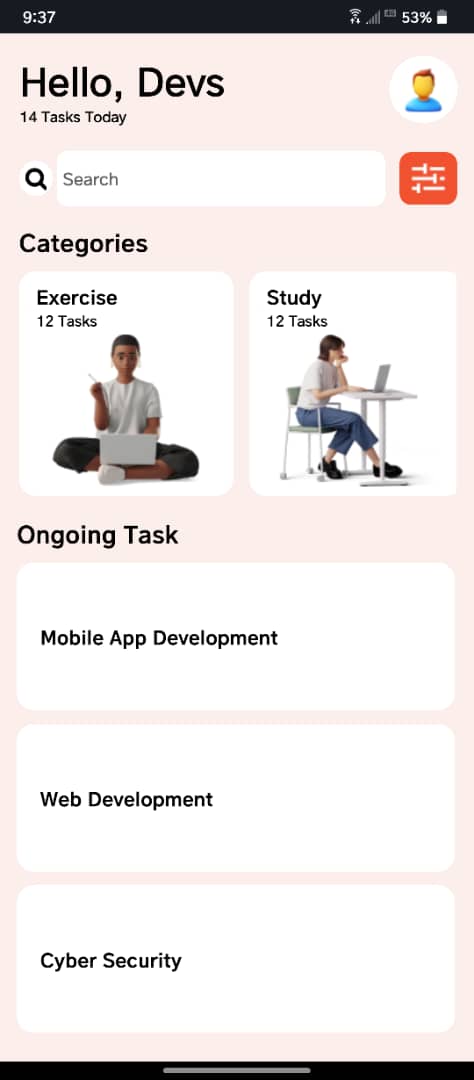 9:37
53%
Hello, Devs
14 Tasks Today
Search
Categories
Exercise
12 Tasks
Study
12 Tasks
Ongoing Task
Mobile App Development
Web Development
Cyber Security